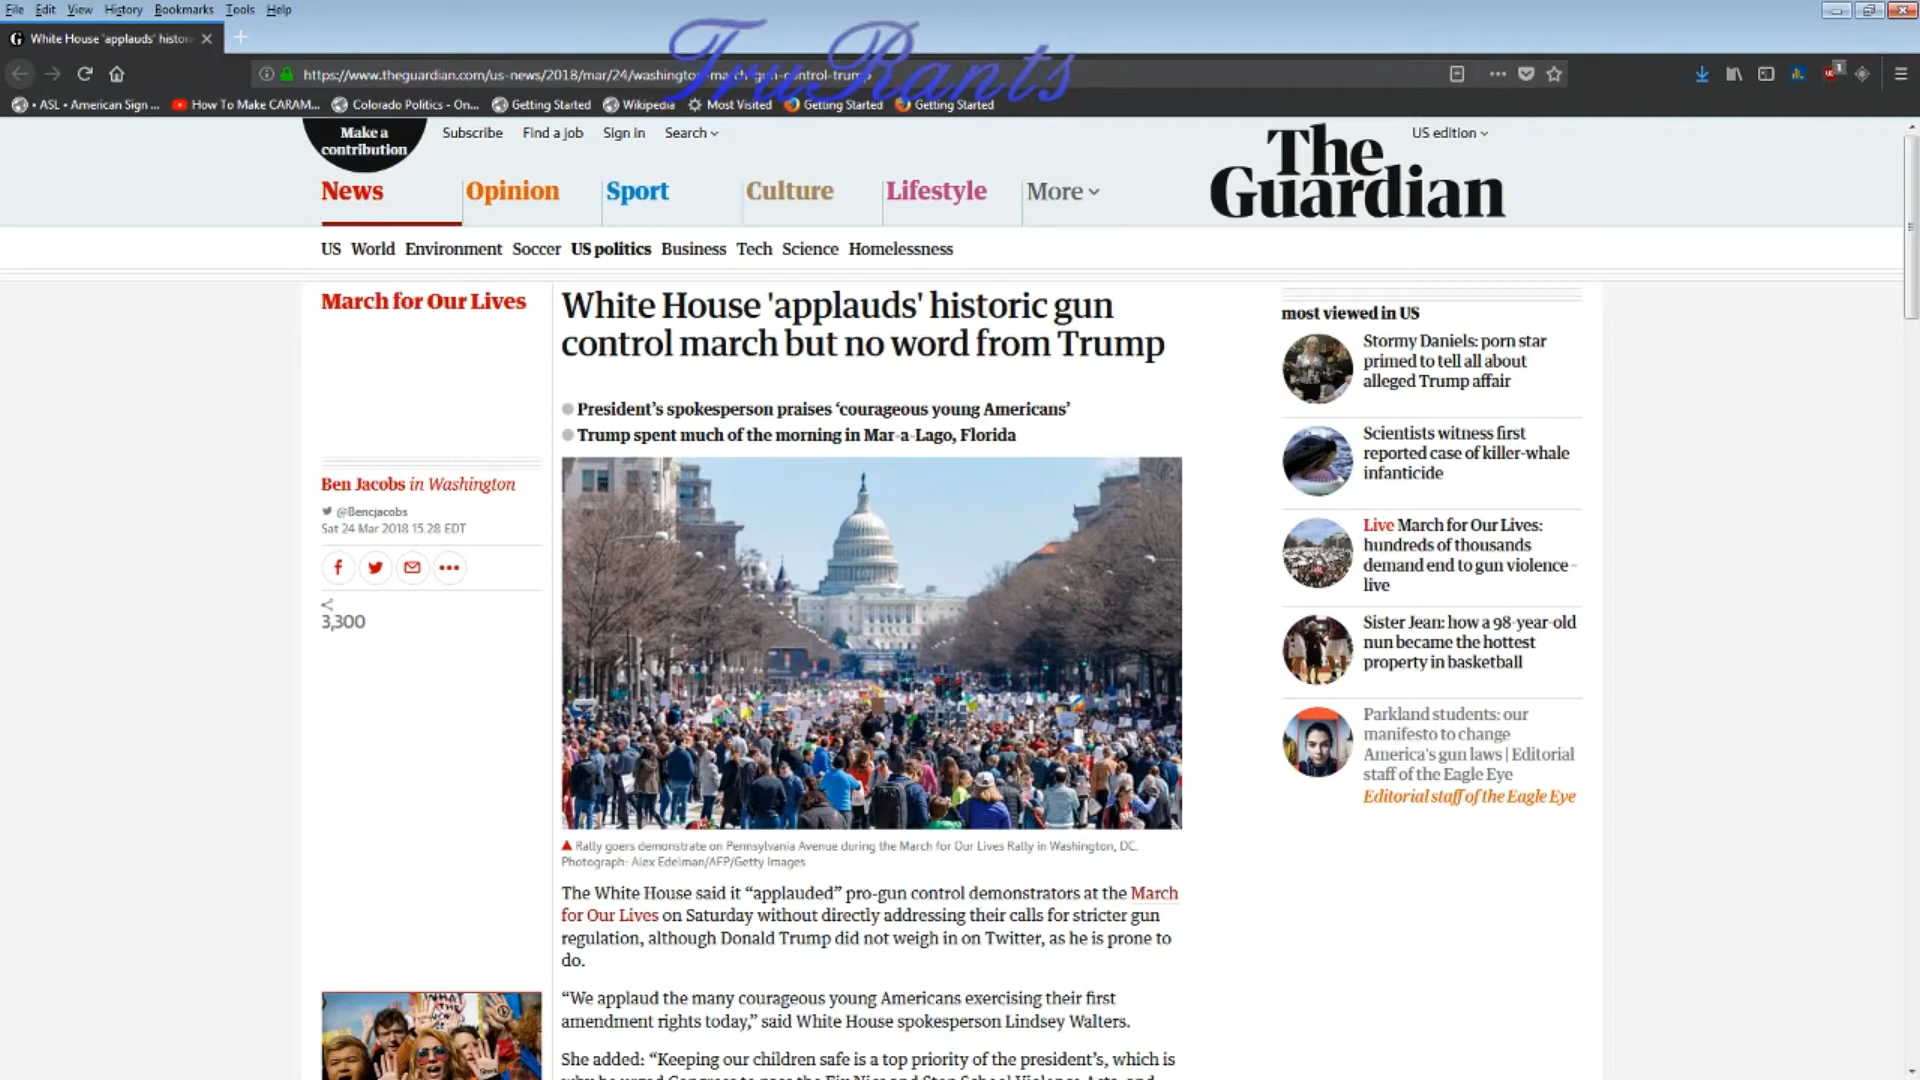 File Edit View History Bookmarks Tools Help
White House 'applauds' histor
TruRants
https://www.theguardian.com/us-news/2018/mar/24/washington-march-gun-control-trump
• ASL • American Sign ... How To Make CARAM... Colorado Politics - On... Getting Started Wikipedia Most Visited Getting Started Getting Started
Make a
contribution
Subscribe Find a job Sign in Search
US edition
The
Guardian
News Opinion Sport Culture Lifestyle More
US World Environment Soccer US politics Business Tech Science Homelessness
March for Our Lives
White House 'applauds' historic gun
control march but no word from Trump
President's spokesperson praises ‘courageous young Americans’
Trump spent much of the morning in Mar-a-Lago, Florida
Ben Jacobs in Washington
@Bencjacobs
Sat 24 Mar 2018 15.28 EDT
3,300
Rally goers demonstrate on Pennsylvania Avenue during the March for Our Lives Rally in Washington, DC.
Photograph: Alex Edelman/AFP/Getty Images
The White House said it “applauded” pro-gun control demonstrators at the March
for Our Lives on Saturday without directly addressing their calls for stricter gun
regulation, although Donald Trump did not weigh in on Twitter, as he is prone to
do.
“We applaud the many courageous young Americans exercising their first
amendment rights today,” said White House spokesperson Lindsey Walters.
She added: “Keeping our children safe is a top priority of the president’s, which is
most viewed in US
Stormy Daniels: porn star
primed to tell all about
alleged Trump affair
Scientists witness first
reported case of killer-whale
infanticide
Live March for Our Lives:
hundreds of thousands
demand end to gun violence –
live
Sister Jean: how a 98-year-old
nun became the hottest
property in basketball
Parkland students: our
manifesto to change
America's gun laws | Editorial
staff of the Eagle Eye
Editorial staff of the Eagle Eye